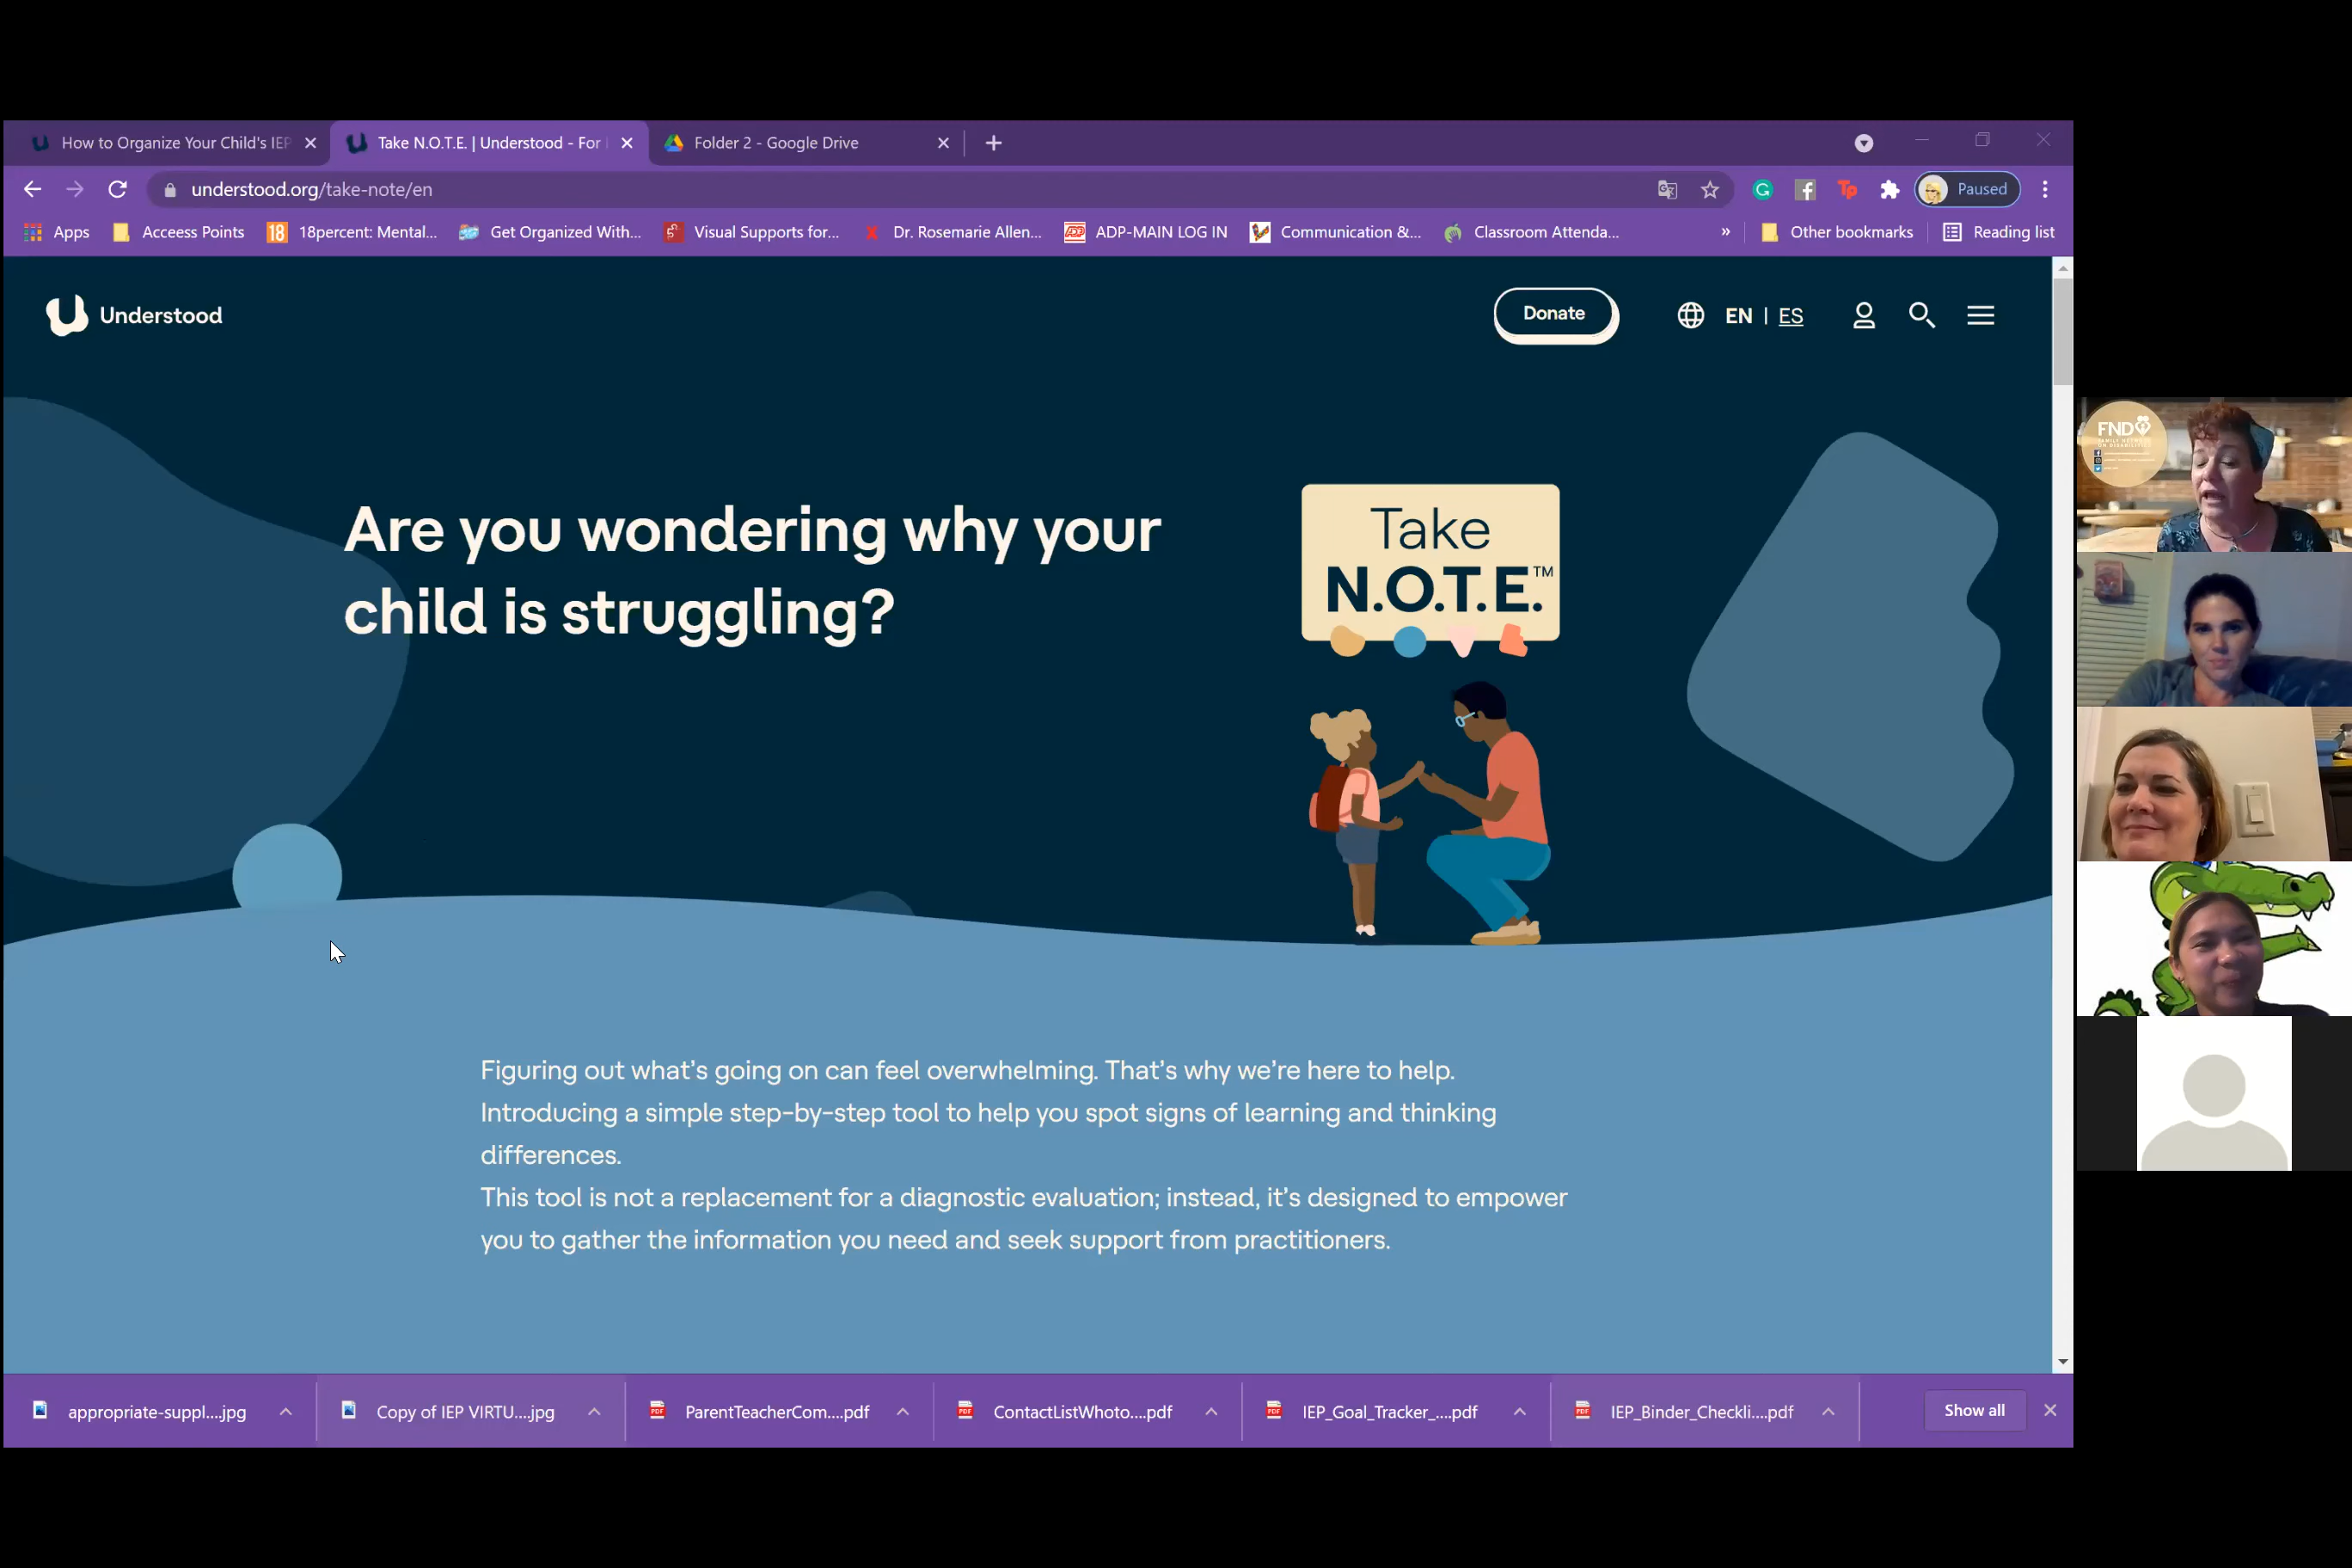 How to Organize Your Child's IEP
Take N.O.T.E. | Understood - For
Folder 2 - Google Drive
understood.org/take-note/en
Paused
Apps
Acceess Points
18
18percent: Mental...
Get Organized With...
Visual Supports for...
Dr. Rosemarie Allen...
ADP-MAIN LOG IN
Communication &...
Classroom Attenda...
»
Other bookmarks
Reading list
Understood
Donate
EN | ES
Are you wondering why your
child is struggling?
Take
N.O.T.E.™
FND
FAMILY NETWORK
ON DISABILITIES
Figuring out what's going on can feel overwhelming. That's why we're here to help.
Introducing a simple step-by-step tool to help you spot signs of learning and thinking
differences.
This tool is not a replacement for a diagnostic evaluation; instead, it's designed to empower
you to gather the information you need and seek support from practitioners.
appropriate-suppl....jpg
Copy of IEP VIRTU....jpg
ParentTeacherCom....pdf
ContactListWhoto....pdf
IEP_Goal_Tracker_....pdf
IEP_Binder_Checkli....pdf
Show all